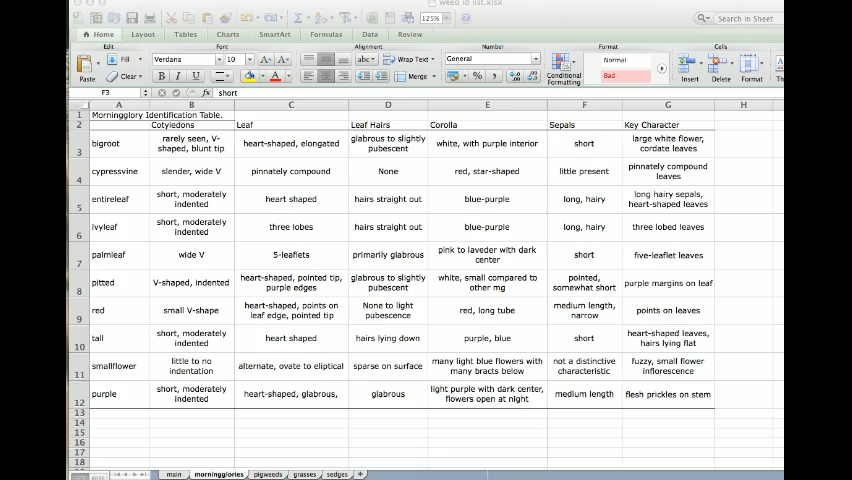 weed id list.xlsx
125%
Search in Sheet
Home Layout Tables Charts SmartArt Formulas Data Review
Edit Font Alignment Number Format Cells
Fill Verdana 10 A A abc Wrap Text General Normal
Paste Clear B I U A Merge % , Conditional Formatting Bad Insert Delete Format
F3 fx short
A B C D E F G H
1 Morningglory Identification Table.
2 Cotyledons Leaf Leaf Hairs Corolla Sepals Key Character
3 bigroot rarely seen, V-shaped, blunt tip heart-shaped, elongated glabrous to slightly pubescent white, with purple interior short large white flower, cordate leaves
4 cypressvine slender, wide V pinnately compound None red, star-shaped little present pinnately compound leaves
5 entireleaf short, moderately indented heart shaped hairs straight out blue-purple long, hairy long hairy sepals, heart-shaped leaves
6 ivyleaf short, moderately indented three lobes hairs straight out blue-purple long, hairy three lobed leaves
7 palmleaf wide V 5-leaflets primarily glabrous pink to laveder with dark center short five-leaflet leaves
8 pitted V-shaped, indented heart-shaped, pointed tip, purple edges glabrous to slightly pubescent white, small compared to other mg pointed, somewhat short purple margins on leaf
9 red small V-shape heart-shaped, points on leaf edge, pointed tip None to light pubescence red, long tube medium length, narrow points on leaves
10 tall short, moderately indented heart shaped hairs lying down purple, blue short heart-shaped leaves, hairs lying flat
11 smallflower little to no indentation alternate, ovate to eliptical sparse on surface many light blue flowers with many bracts below not a distinctive characteristic fuzzy, small flower inflorescence
12 purple short, moderately indented heart-shaped, glabrous, glabrous light purple with dark center, flowers open at night medium length flesh prickles on stem
13
14
15
16
17
18
main morningglories pigweeds grasses sedges +